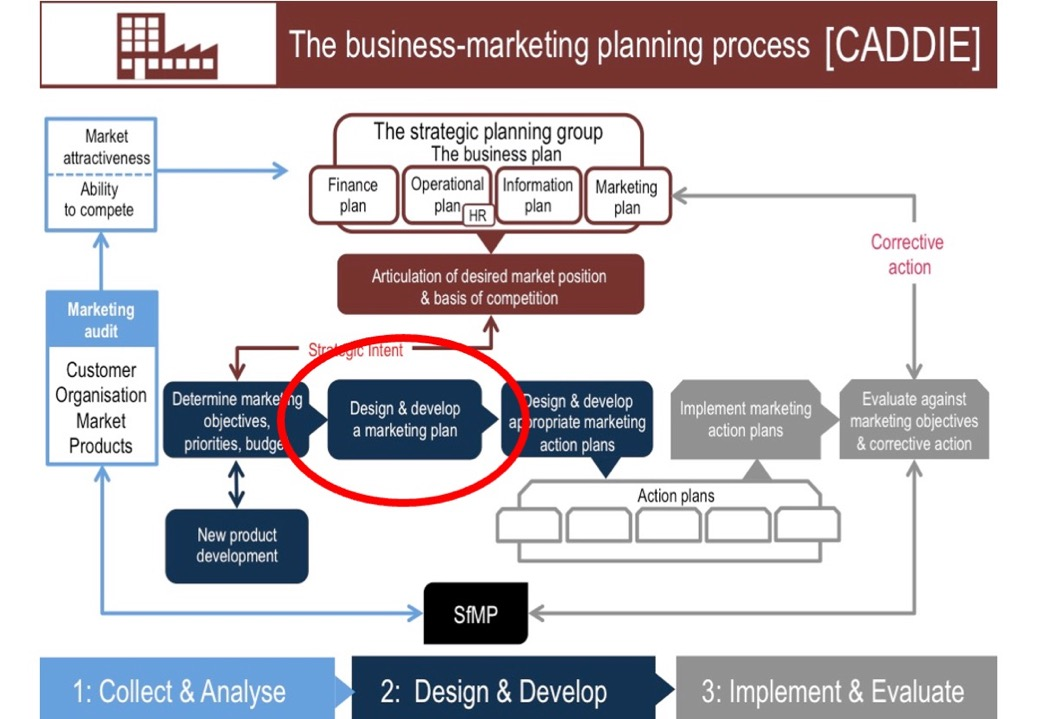 The business-marketing planning process [CADDIE]
Market
attractiveness
Ability
to compete
The strategic planning group
The business plan
Finance
plan
Operational
plan
HR
Information
plan
Marketing
plan
Corrective
action
Articulation of desired market position
& basis of competition
Marketing
audit
Customer
Organisation
Market
Products
Strategic Intent
Determine marketing
objectives,
priorities, budget
Design & develop
a marketing plan
Design & develop
appropriate marketing
action plans
Implement marketing
action plans
Evaluate against
marketing objectives
& corrective action
New product
development
Action plans
SfMP
1: Collect & Analyse
2: Design & Develop
3: Implement & Evaluate